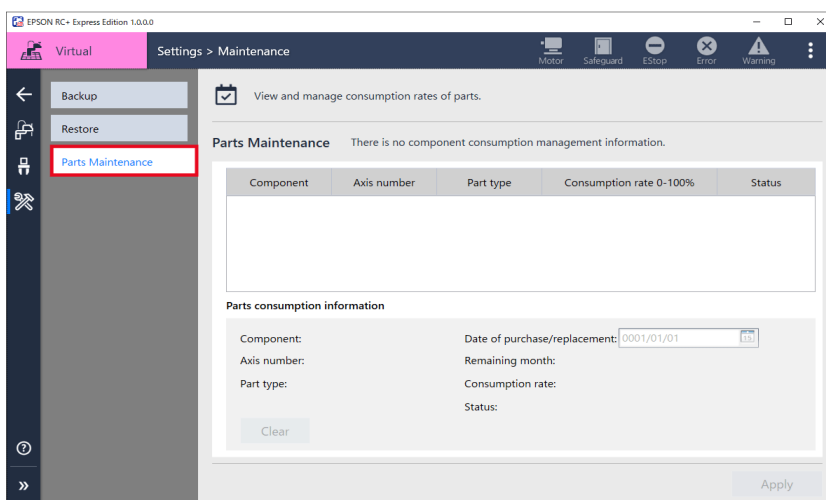 EPSON RC+ Express Edition 1.0.0.0
Virtual
Settings > Maintenance
Motor
Safeguard
EStop
Error
Warning
Backup
Restore
Parts Maintenance
View and manage consumption rates of parts.
Parts Maintenance There is no component consumption management information.
Component Axis number Part type Consumption rate 0-100% Status
Parts consumption information
Component:
Axis number:
Part type:
Date of purchase/replacement: 0001/01/01 15
Remaining month:
Consumption rate:
Status:
Clear
Apply